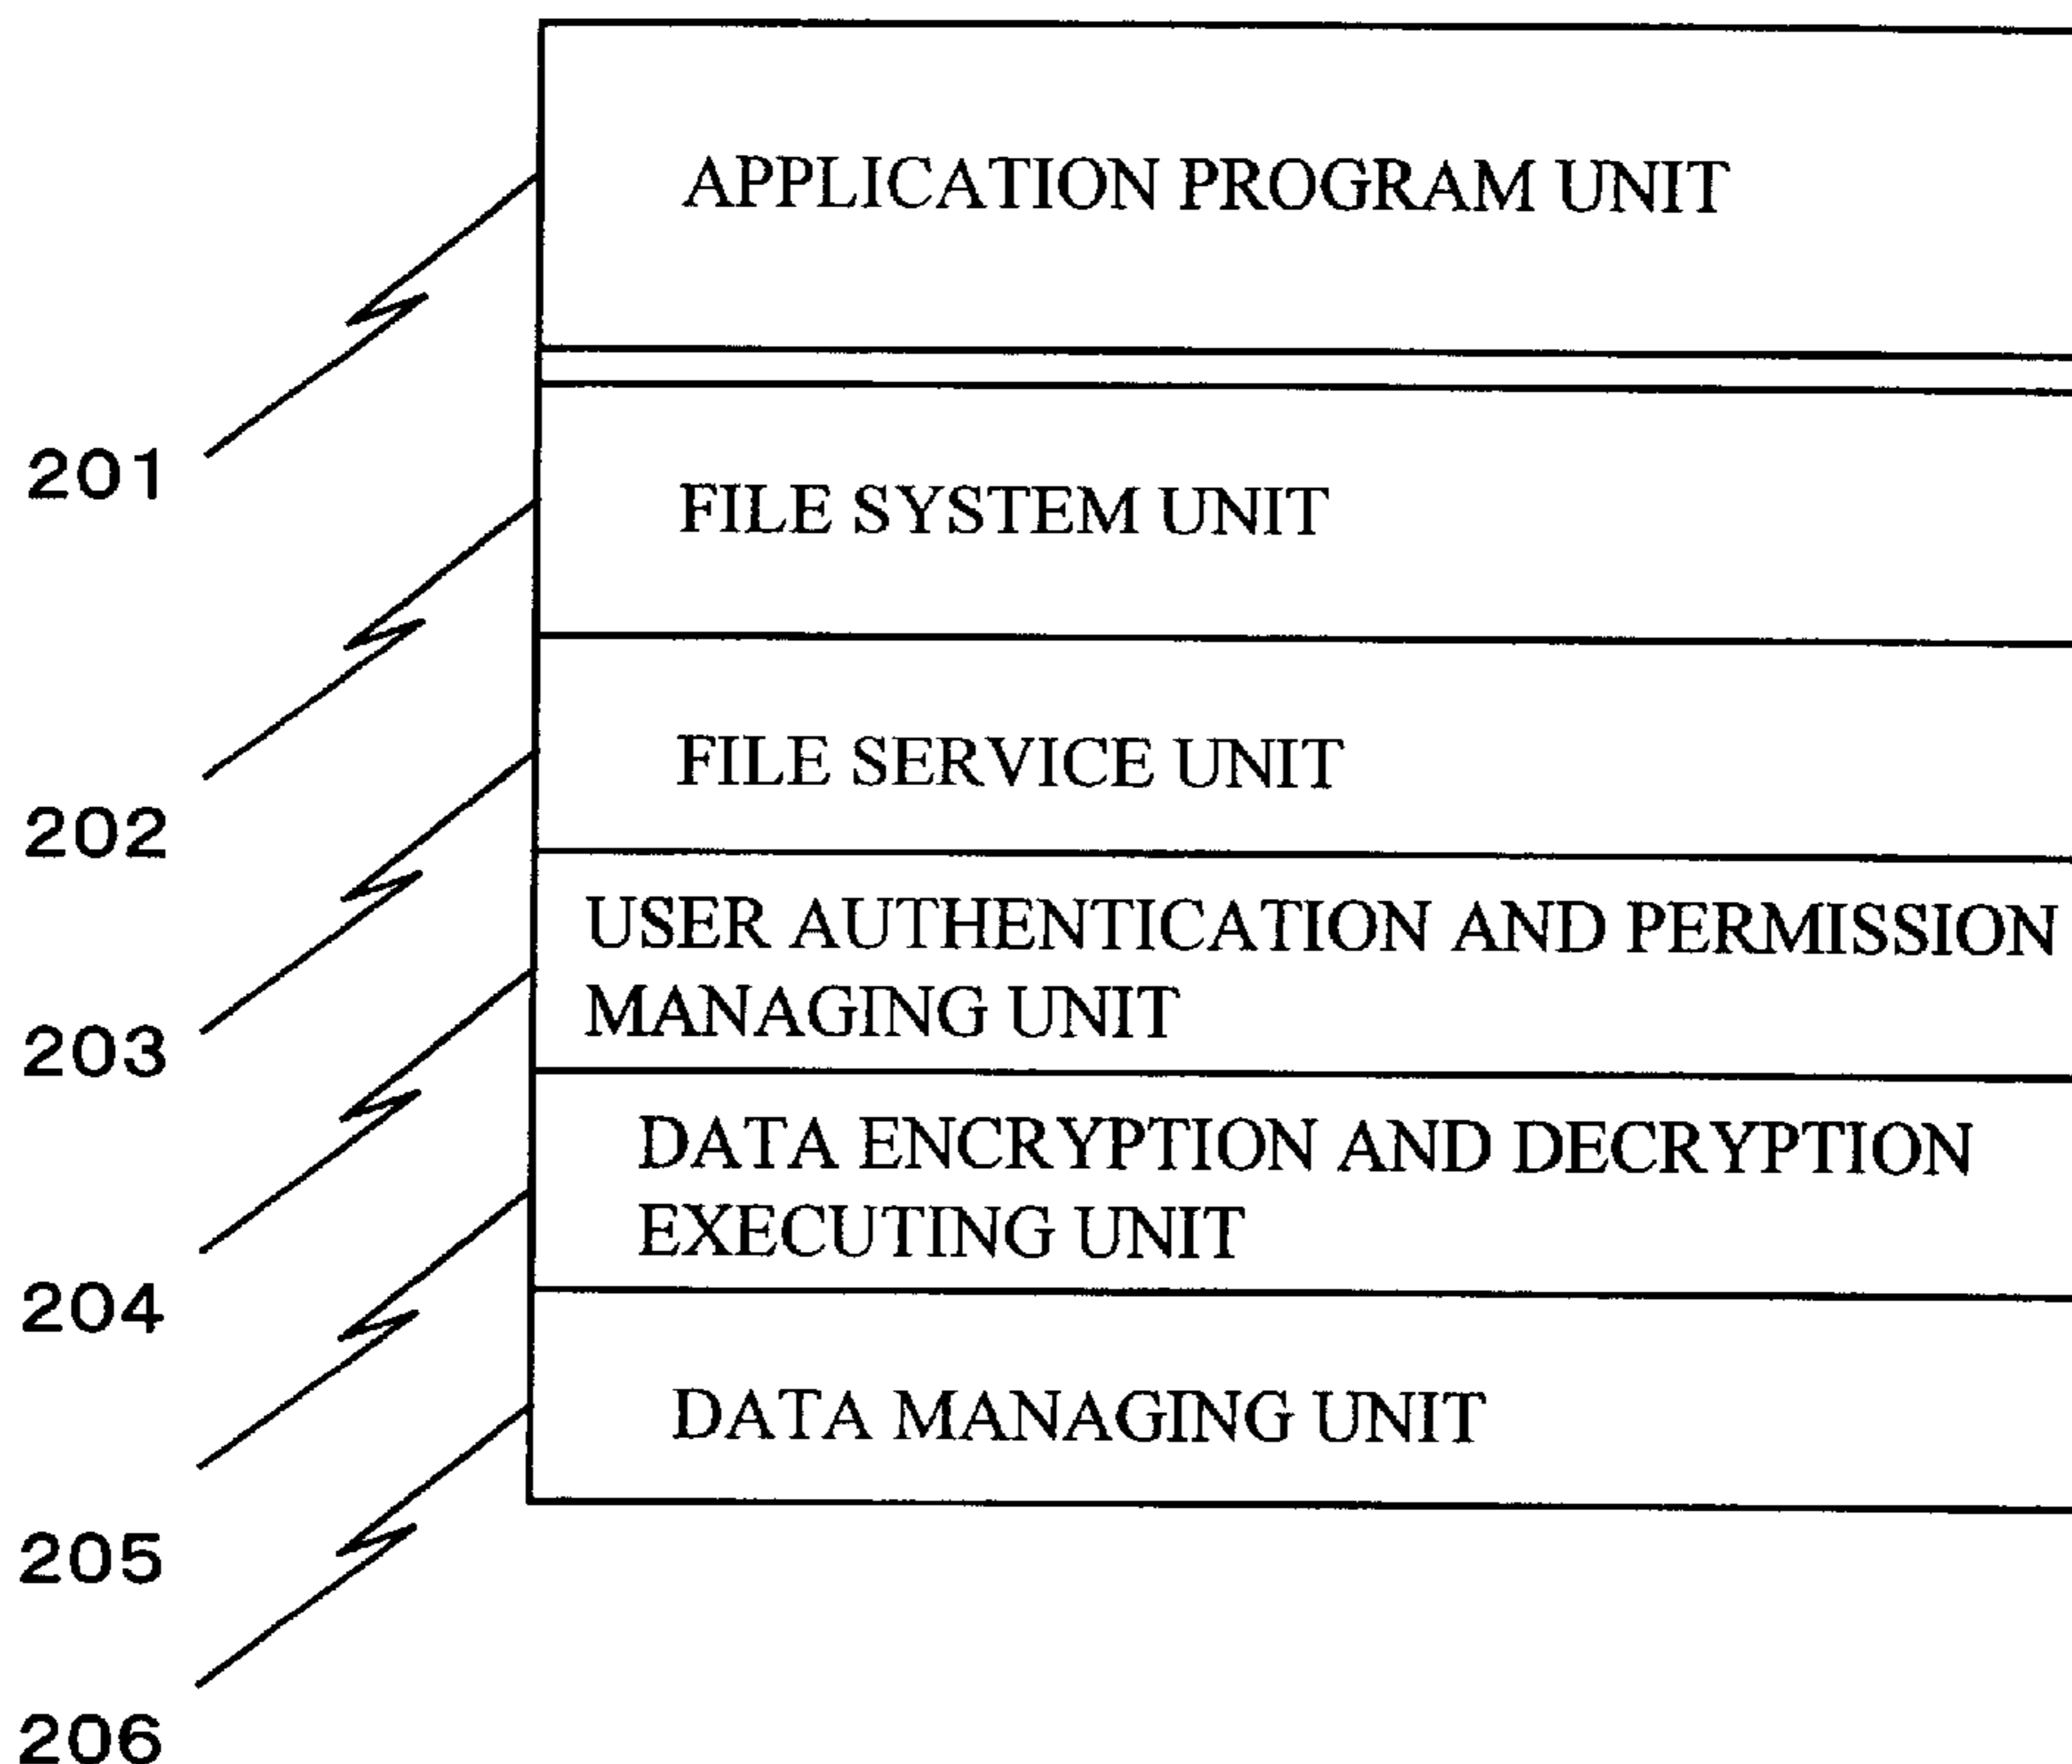 APPLICATION PROGRAM UNIT
201
FILE SYSTEM UNIT
202
FILE SERVICE UNIT
203
USER AUTHENTICATION AND PERMISSION
MANAGING UNIT
204
DATA ENCRYPTION AND DECRYPTION
EXECUTING UNIT
205
DATA MANAGING UNIT
206